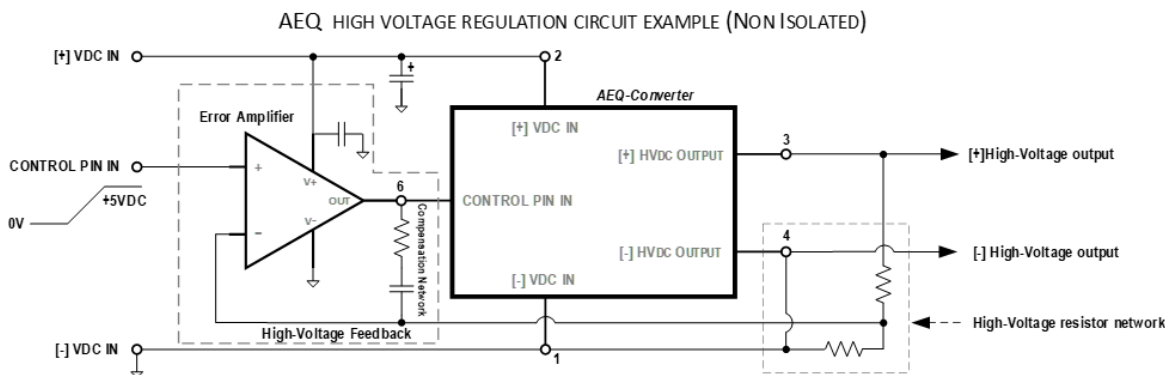 AEQ HIGH VOLTAGE REGULATION CIRCUIT EXAMPLE (NON ISOLATED)
[+] VDC IN
2
+
AEQ-Converter
Error Amplifier
[+] VDC IN
3
[+] HVDC OUTPUT
[+]High-Voltage output
CONTROL PIN IN
+
V+
6
+5VDC
OUT
CONTROL PIN IN
0V
V-
Compensation Network
4
−
[-] HVDC OUTPUT
[-] High-Voltage output
[-] VDC IN
High-Voltage resistor network
High-Voltage Feedback
[-] VDC IN
1